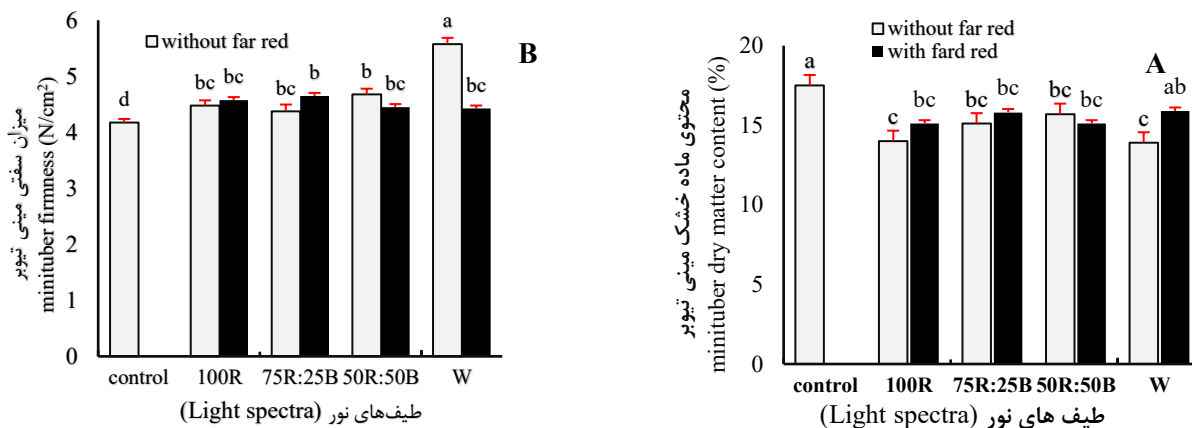 6
5
4
3
2
1
0
میزان سفتی مینی تیوبر
minituber firmness (N/cm²)
without far red
B
d
bc
bc
bc
b
b
bc
a
bc
control
100R
75R:25B
50R:50B
W
طیف‌های نور (Light spectra)
20
15
10
5
0
محتوی ماده خشک مینی تیوبر
minituber dry matter content (%)
without far red
with fard red
A
a
c
bc
bc
bc
bc
bc
c
ab
control
100R
75R:25B
50R:50B
W
طیف های نور (Light spectra)